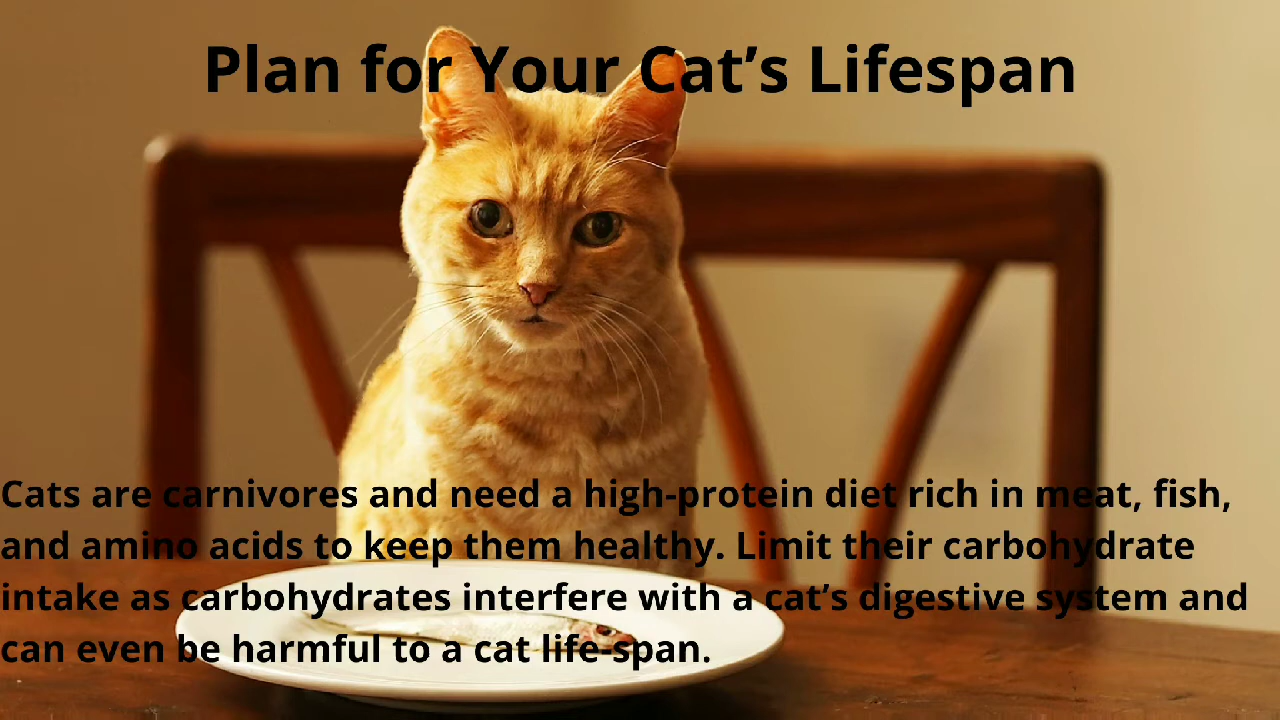 Plan for Your Cat’s Lifespan
Cats are carnivores and need a high-protein diet rich in meat, fish,
and amino acids to keep them healthy. Limit their carbohydrate
intake as carbohydrates interfere with a cat’s digestive system and
can even be harmful to a cat life-span.